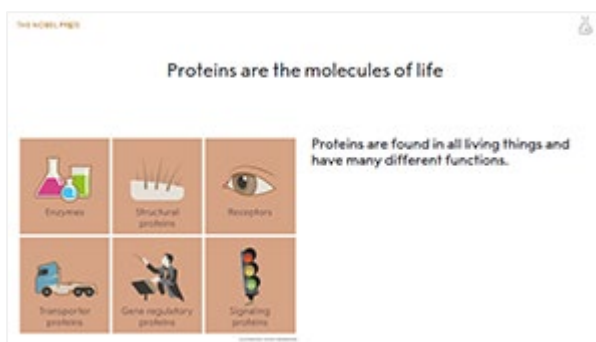 THE NOBEL PRIZE
Proteins are the molecules of life
Proteins are found in all living things and
have many different functions.
Enzymes
Structural
proteins
Receptors
Transporter
proteins
Gene regulatory
proteins
Signaling
proteins